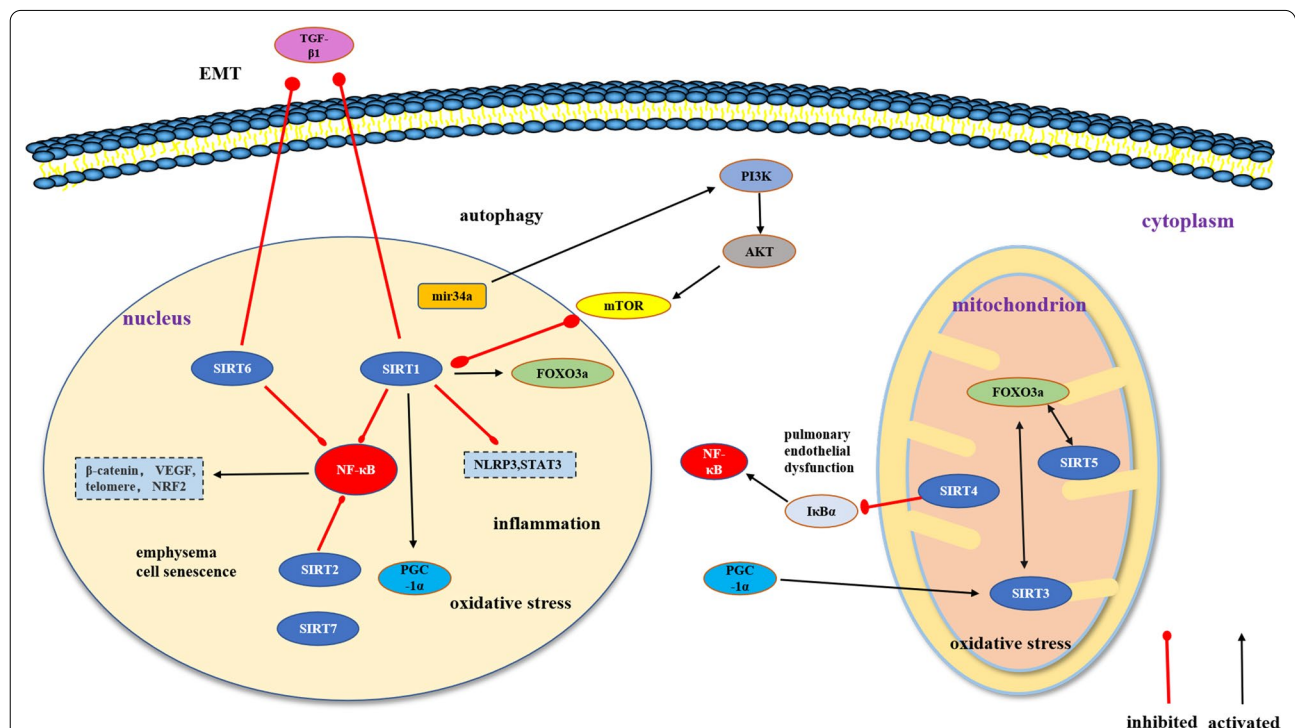 TGF-
β1
EMT
PI3K
autophagy
cytoplasm
AKT
mir34a
mTOR
mitochondrion
nucleus
SIRT6
SIRT1
FOXO3a
FOXO3a
pulmonary
endothelial
dysfunction
NF-
κB
SIRT5
β-catenin, VEGF,
telomere, NRF2
NF-κB
NLRP3,STAT3
SIRT4
IκBα
inflammation
emphysema
cell senescence
SIRT2
PGC
-1α
PGC
-1α
SIRT3
oxidative stress
SIRT7
oxidative stress
inhibited
activated